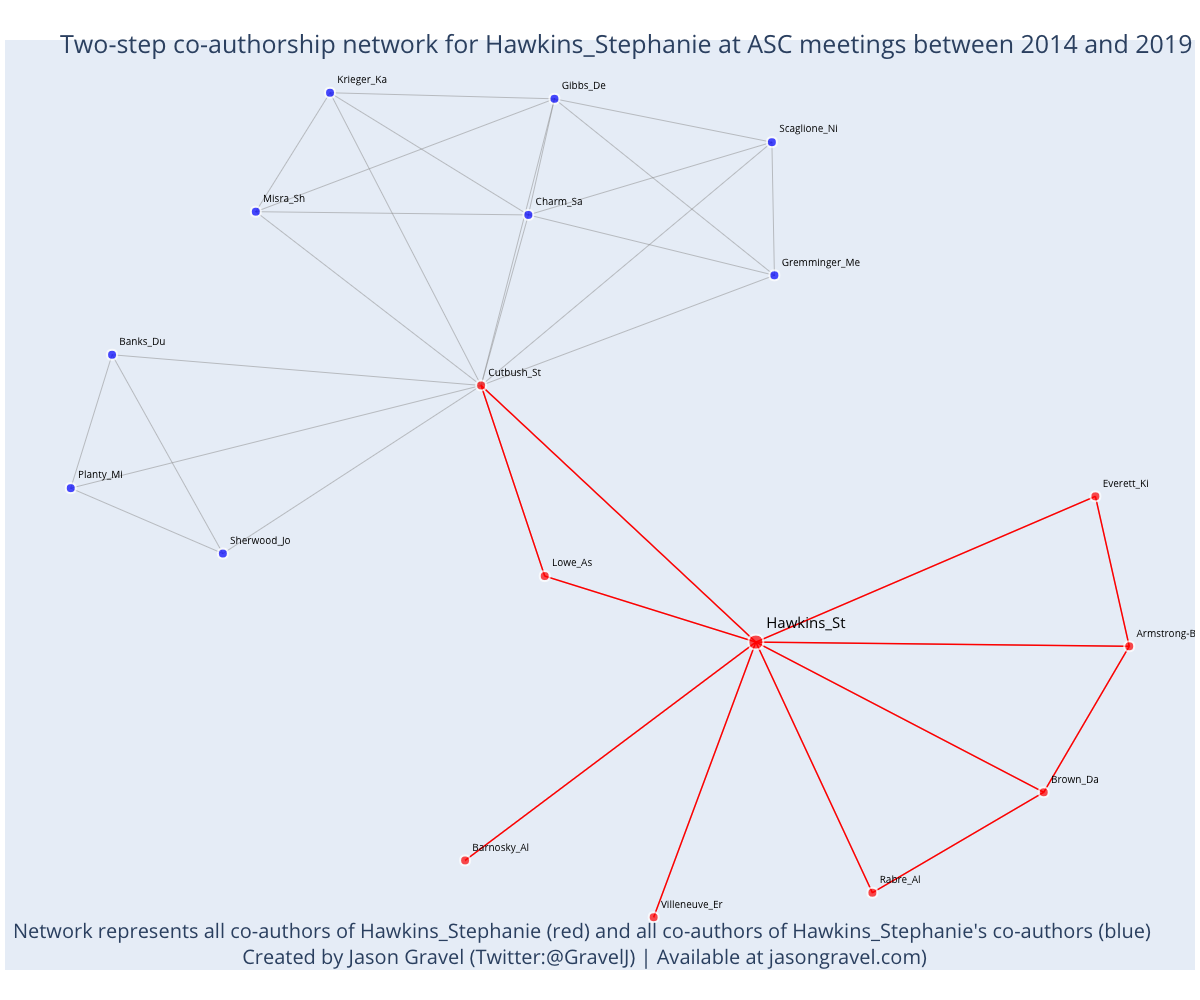 Two-step co-authorship network for Hawkins_Stephanie at ASC meetings between 2014 and 2019
Krieger_Ka
Gibbs_De
Scaglione_Ni
Misra_Sh
Charm_Sa
Gremminger_Me
Banks_Du
Cutbush_St
Planty_Mi
Everett_Ki
Sherwood_Jo
Lowe_As
Hawkins_St
Armstrong-B
Brown_Da
Barnosky_Al
Rabre_Al
Villeneuve_Er
Network represents all co-authors of Hawkins_Stephanie (red) and all co-authors of Hawkins_Stephanie's co-authors (blue)
Created by Jason Gravel (Twitter:@GravelJ) | Available at jasongravel.com)